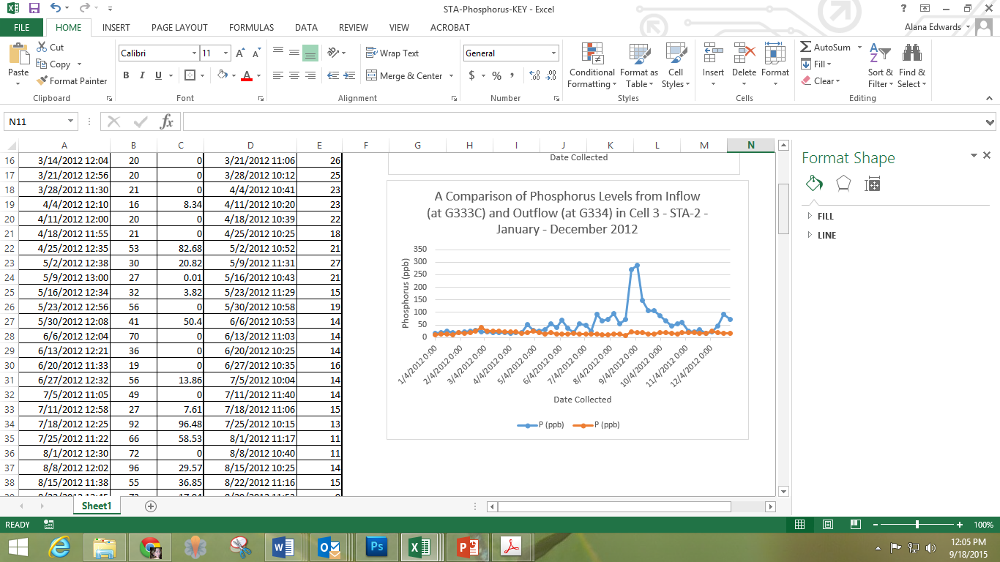 STA-Phosphorus-KEY - Excel
?
FILE HOME INSERT PAGE LAYOUT FORMULAS DATA REVIEW VIEW ACROBAT
Alana Edwards
Paste
Cut
Copy
Format Painter
Clipboard
Calibri 11
B I U
Font
Wrap Text
Merge & Center
Alignment
General
$ % ,
Number
Conditional Formatting
Format as Table
Cell Styles
Styles
Insert Delete Format
Cells
AutoSum
Fill
Clear
Sort & Filter
Find & Select
Editing
N11
fx
A B C D E F G H I J K L M N
16 3/14/2012 12:04 20 0 3/21/2012 11:06 26
17 3/21/2012 12:56 20 0 3/28/2012 10:12 25
18 3/28/2012 11:30 21 0 4/4/2012 10:41 23
19 4/4/2012 12:10 16 8.34 4/11/2012 10:20 23
20 4/11/2012 12:00 20 0 4/18/2012 10:39 22
21 4/18/2012 11:55 21 0 4/25/2012 10:25 18
22 4/25/2012 12:35 53 82.68 5/2/2012 10:52 21
23 5/2/2012 12:38 30 20.82 5/9/2012 11:31 27
24 5/9/2012 13:00 27 0.01 5/16/2012 10:43 21
25 5/16/2012 12:34 32 3.82 5/23/2012 11:29 15
26 5/23/2012 12:56 56 0 5/30/2012 10:58 19
27 5/30/2012 12:08 41 50.4 6/6/2012 10:53 14
28 6/6/2012 12:04 70 0 6/13/2012 11:03 14
29 6/13/2012 12:21 36 0 6/20/2012 10:25 14
30 6/20/2012 11:33 19 0 6/27/2012 10:35 16
31 6/27/2012 12:32 56 13.86 7/5/2012 10:04 14
32 7/5/2012 11:05 49 0 7/11/2012 11:40 14
33 7/11/2012 12:58 27 7.61 7/18/2012 11:06 15
34 7/18/2012 12:25 92 96.48 7/25/2012 10:15 13
35 7/25/2012 11:22 66 58.53 8/1/2012 11:17 11
36 8/1/2012 12:30 72 0 8/8/2012 10:40 11
37 8/8/2012 12:02 96 29.57 8/15/2012 10:25 14
38 8/15/2012 11:38 55 36.85 8/22/2012 11:16 15
Date Collected
A Comparison of Phosphorus Levels from Inflow
(at G333C) and Outflow (at G334) in Cell 3 - STA-2 -
January - December 2012
Phosphorus (ppb)
350
300
250
200
150
100
50
0
1/4/2012 0:00
2/4/2012 0:00
3/4/2012 0:00
4/4/2012 0:00
5/4/2012 0:00
6/4/2012 0:00
7/4/2012 0:00
8/4/2012 0:00
9/4/2012 0:00
10/4/2012 0:00
11/4/2012 0:00
12/4/2012 0:00
Date Collected
P (ppb) P (ppb)
Format Shape
FILL
LINE
Sheet1
READY
100%
12:05 PM
9/18/2015